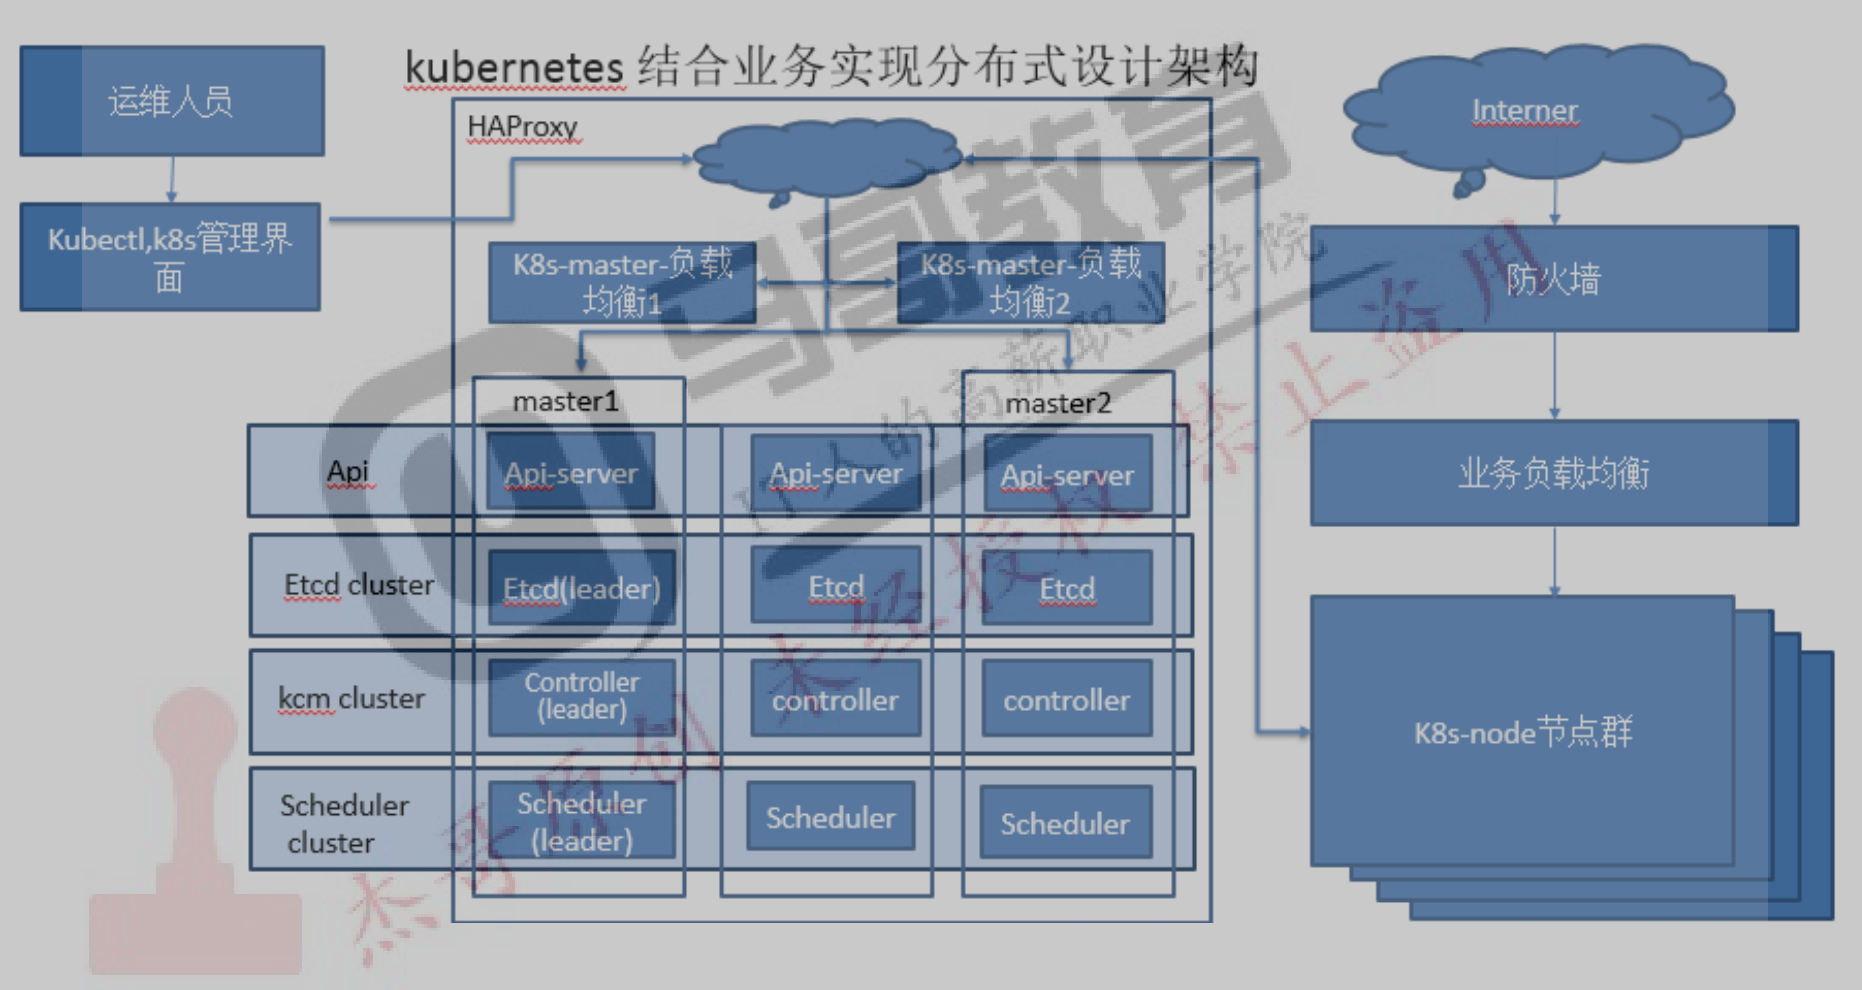 kubernetes 结合业务实现分布式设计架构
运维人员
Kubectl,k8s管理界
面
HAProxy
K8s-master-负载
均衡1
K8s-master-负载
均衡2
master1
master2
Api
Api-server
Api-server
Api-server
Etcd cluster
Etcd(leader)
Etcd
Etcd
kcm cluster
Controller
(leader)
controller
controller
Scheduler
cluster
Scheduler
(leader)
Scheduler
Scheduler
Interner
防火墙
业务负载均衡
K8s-node节点群
马哥教育
IT人的高薪职业学院
杰哥原创 未经授权 禁止盗用